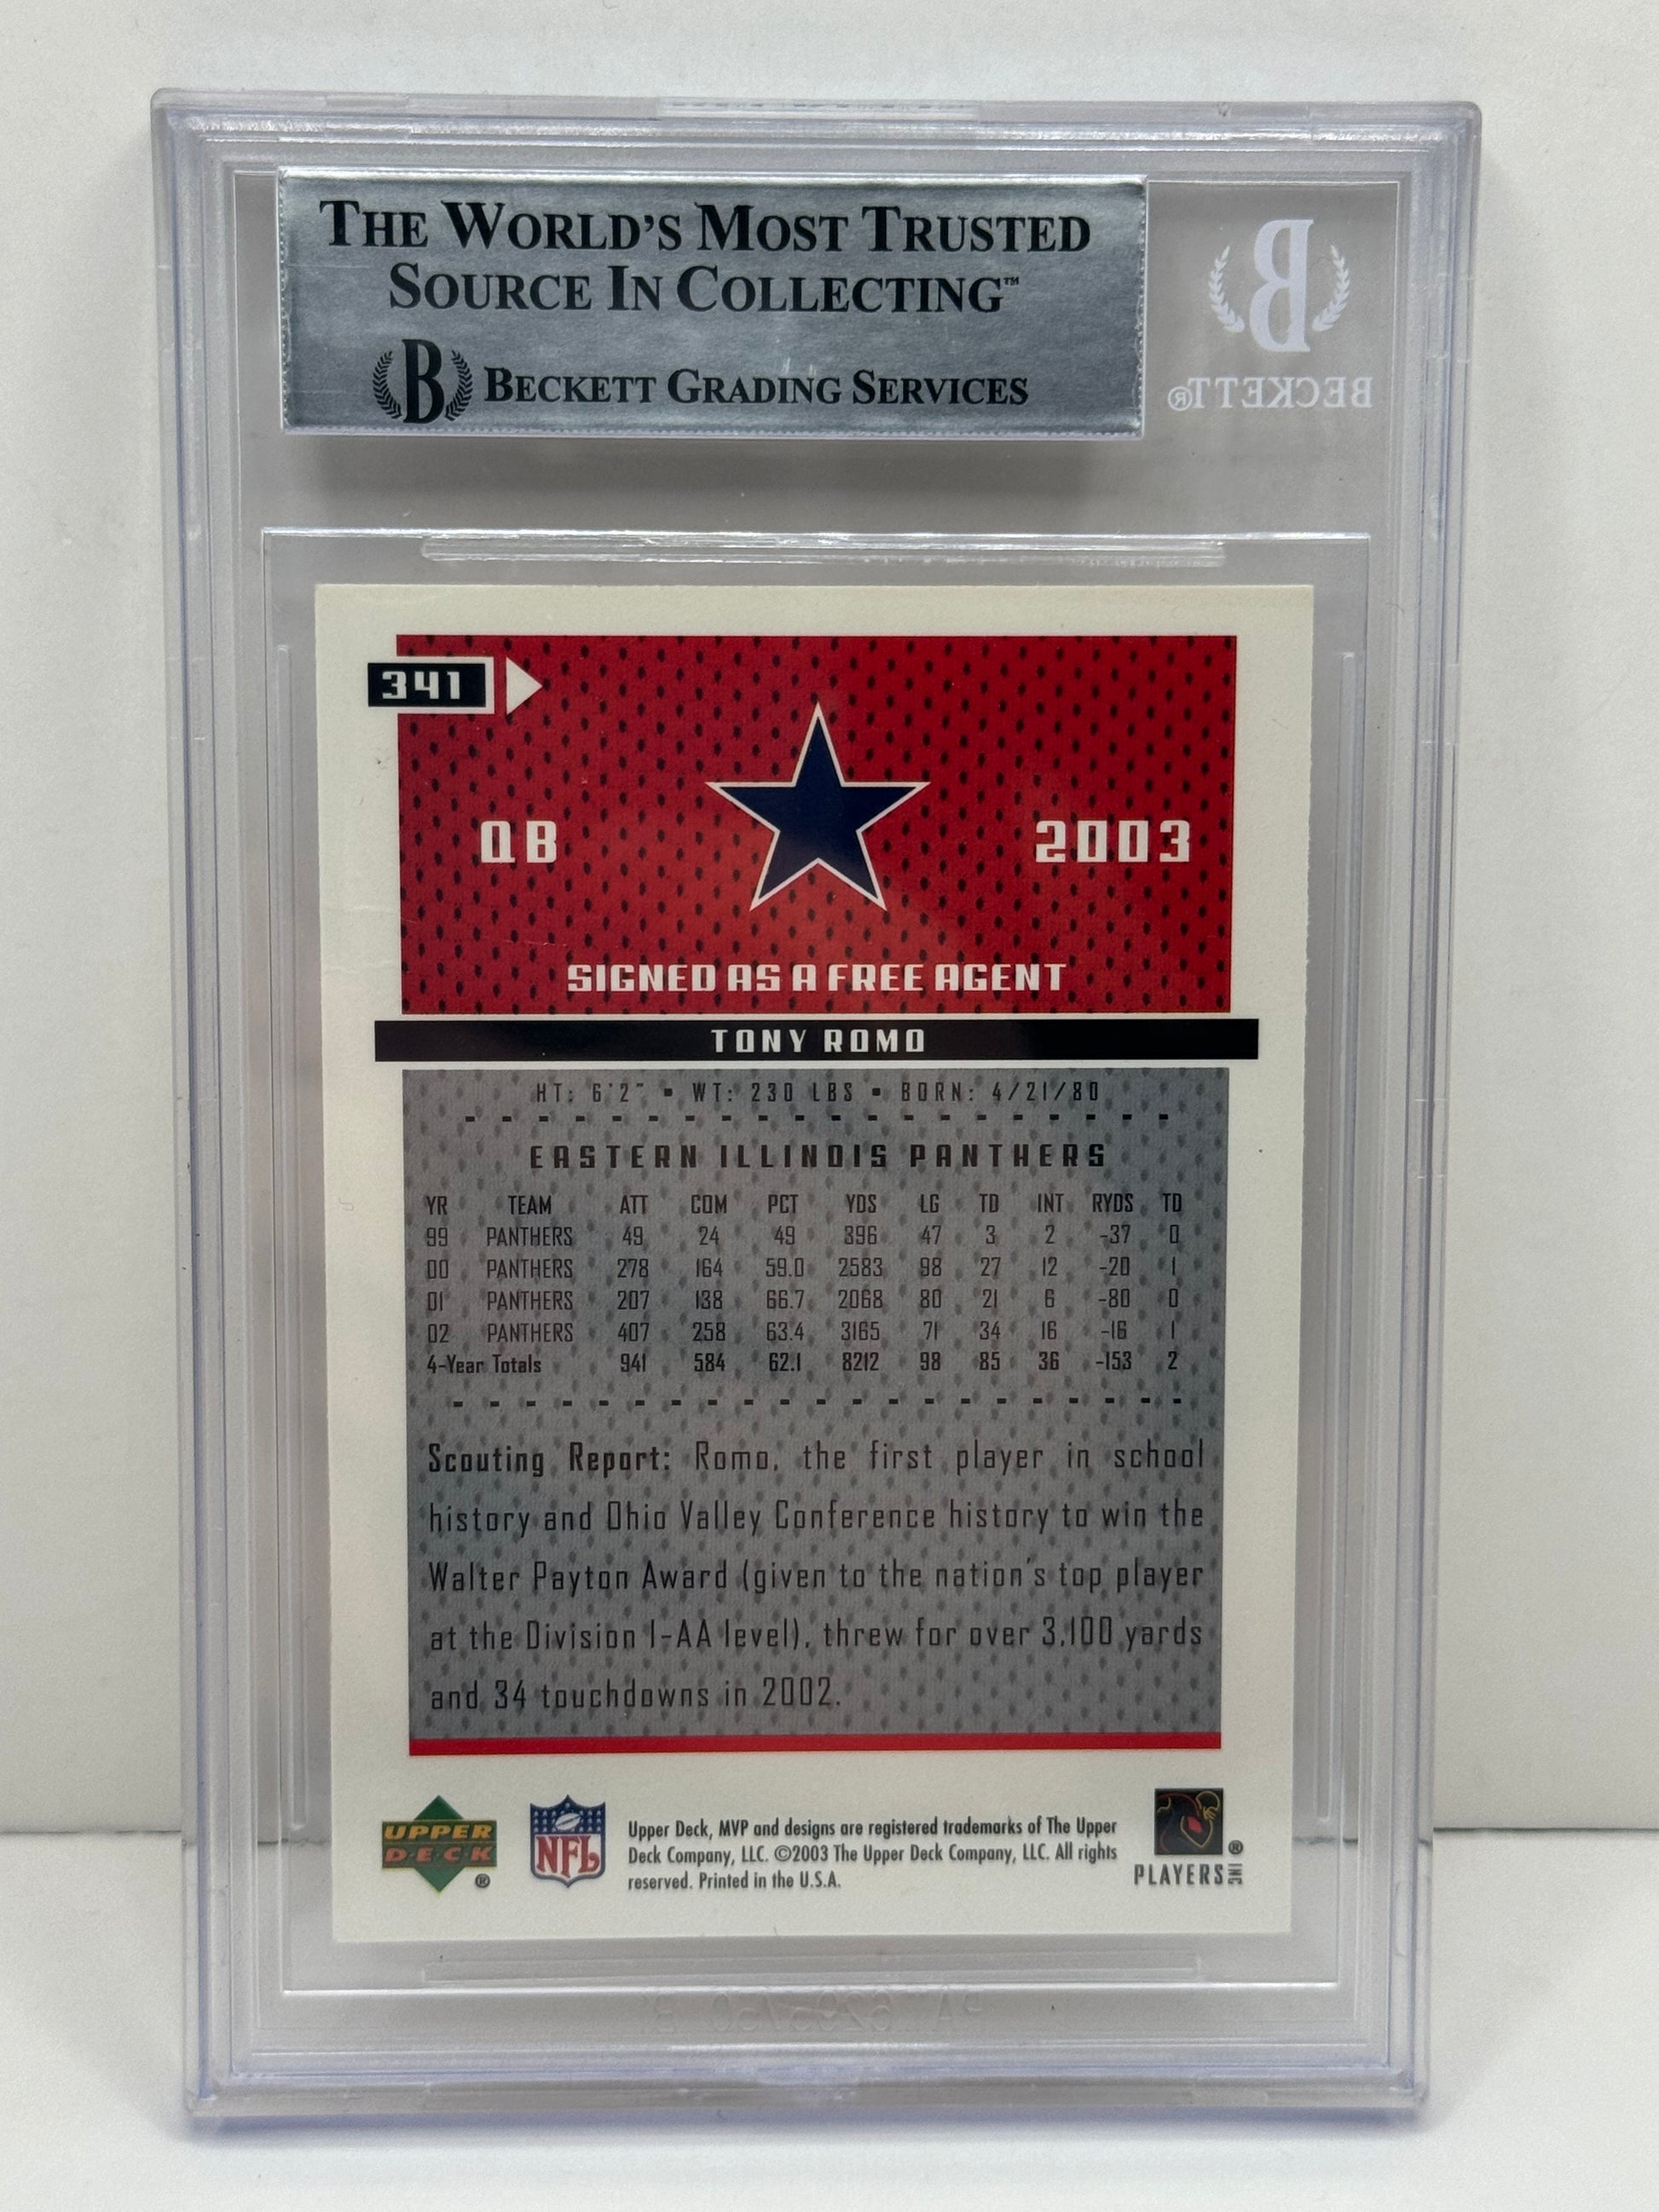 THE WORLD'S MOST TRUSTED
SOURCE IN COLLECTING™
B BECKETT GRADING SERVICES
B
BECKETT®
341
QB 2003
SIGNED AS A FREE AGENT
TONY ROMO
HT: 6'2" ▪ WT: 230 LBS ▪ BORN: 4/21/80
EASTERN ILLINOIS PANTHERS
YR TEAM ATT COM PCT YDS LG TD INT RYDS TD
99 PANTHERS 49 24 49 396 47 3 2 -37 0
00 PANTHERS 278 164 59.0 2583 98 27 12 -20 1
01 PANTHERS 207 138 66.7 2068 80 21 6 -80 0
02 PANTHERS 407 258 63.4 3165 71 34 16 -16 1
4-Year Totals 941 584 62.1 8212 98 85 36 -153 2
Scouting Report: Romo, the first player in school
history and Ohio Valley Conference history to win the
Walter Payton Award (given to the nation's top player
at the Division I-AA level), threw for over 3,100 yards
and 34 touchdowns in 2002.
UPPER
DECK®
NFL
Upper Deck, MVP and designs are registered trademarks of The Upper
Deck Company, LLC. ©2003 The Upper Deck Company, LLC. All rights
reserved. Printed in the U.S.A.
PLAYERS INC®